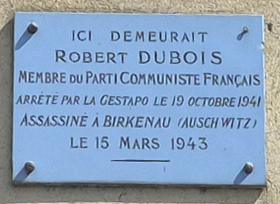 ICI DEMEURAIT
ROBERT DUBOIS
MEMBRE DU PARTI COMMUNISTE FRANÇAIS
ARRÊTÉ PAR LA GESTAPO LE 19 OCTOBRE 1941
ASSASSINÉ À BIRKENAU (AUSCHWITZ)
LE 15 MARS 1943